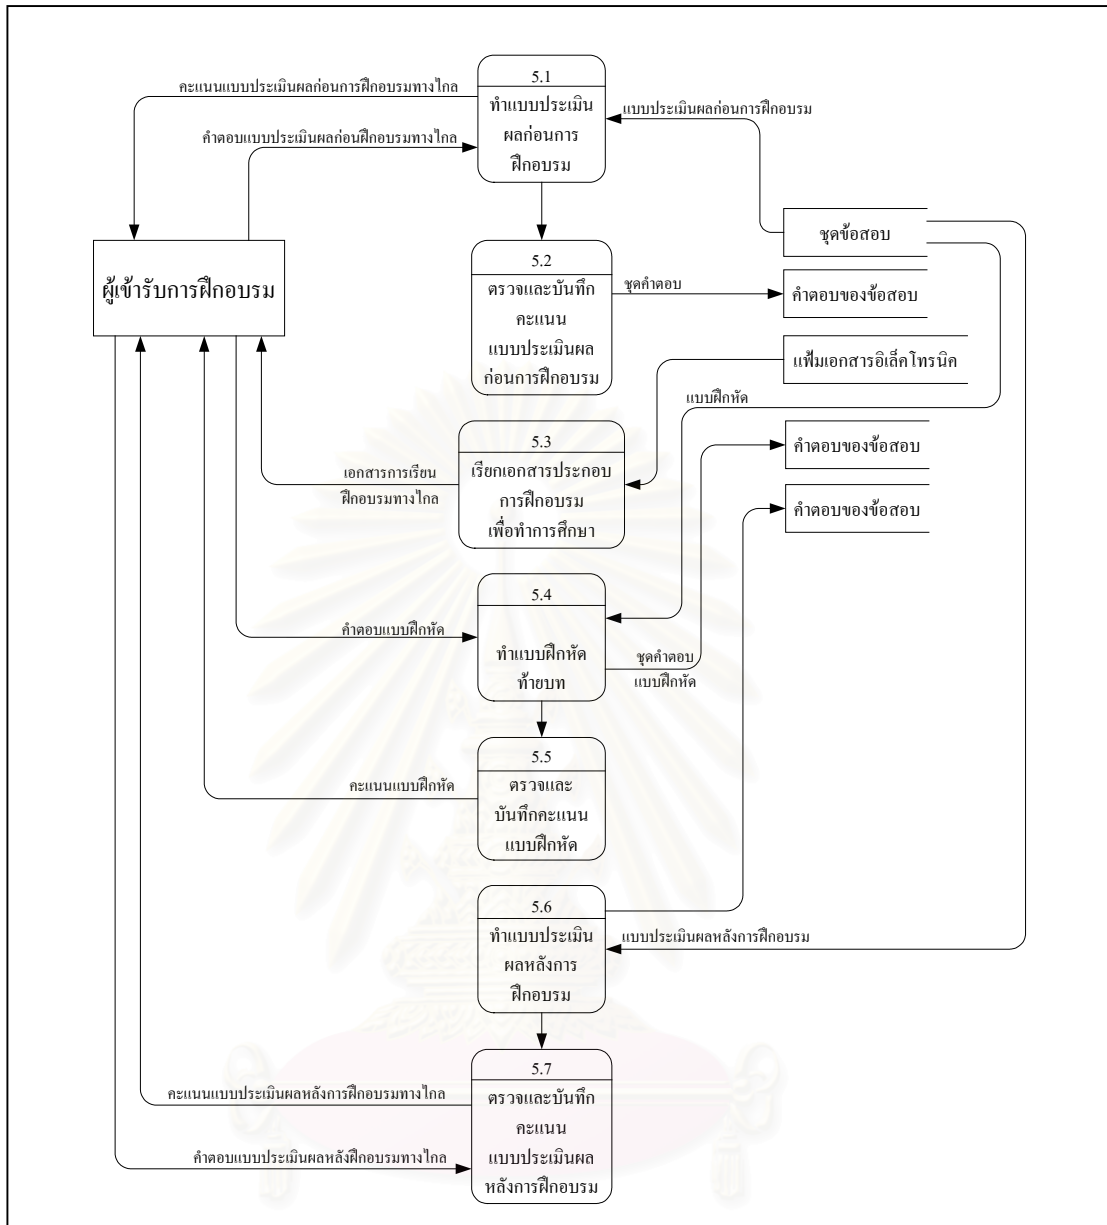 5.1
ทำแบบประเมิน
ผลก่อนการ
ฝึกอบรม
คะแนนแบบประเมินผลก่อนการฝึกอบรมทางไกล
คำตอบแบบประเมินผลก่อนฝึกอบรมทางไกล
แบบประเมินผลก่อนการฝึกอบรม
ชุดข้อสอบ
ผู้เข้ารับการฝึกอบรม
5.2
ตรวจและบันทึก
คะแนน
แบบประเมินผล
ก่อนการฝึกอบรม
ชุดคำตอบ
คำตอบของข้อสอบ
แฟ้มเอกสารอิเล็คโทรนิค
แบบฝึกหัด
5.3
เรียกเอกสารประกอบ
การฝึกอบรม
เพื่อทำการศึกษา
เอกสารการเรียน
ฝึกอบรมทางไกล
คำตอบของข้อสอบ
คำตอบของข้อสอบ
5.4
ทำแบบฝึกหัด
ท้ายบท
คำตอบแบบฝึกหัด
ชุดคำตอบ
แบบฝึกหัด
5.5
ตรวจและ
บันทึกคะแนน
แบบฝึกหัด
คะแนนแบบฝึกหัด
5.6
ทำแบบประเมิน
ผลหลังการ
ฝึกอบรม
แบบประเมินผลหลังการฝึกอบรม
5.7
ตรวจและบันทึก
คะแนน
แบบประเมินผล
หลังการฝึกอบรม
คะแนนแบบประเมินผลหลังการฝึกอบรมทางไกล
คำตอบแบบประเมินผลหลังฝึกอบรมทางไกล